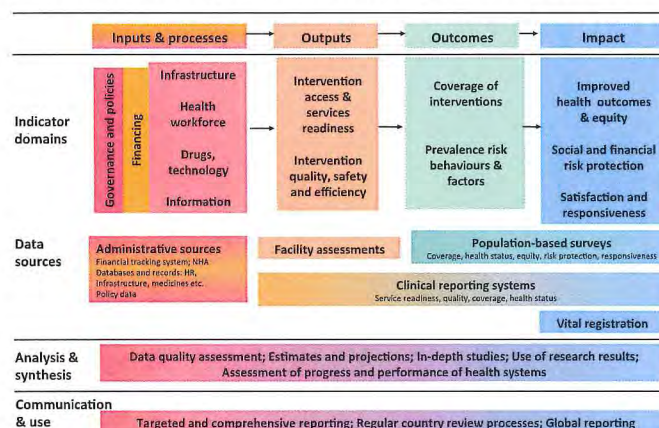 Inputs & processes
Outputs
Outcomes
Impact
Indicator
domains
Governance and policies
Financing
Infrastructure
Health
workforce
Drugs,
technology
Information
Intervention
access &
services
readiness
Intervention
quality, safety
and efficiency
Coverage of
interventions
Prevalence risk
behaviours &
factors
Improved
health outcomes
& equity
Social and financial
risk protection
Satisfaction and
responsiveness
Data
sources
Administrative sources
Financial tracking system; NHA
Databases and records: HR,
Infrastructure, medicines etc.
Policy data
Facility assessments
Population-based surveys
Coverage, health status, equity, risk protection, responsiveness
Clinical reporting systems
Service readiness, quality, coverage, health status
Vital registration
Analysis &
synthesis
Data quality assessment; Estimates and projections; In-depth studies; Use of research results;
Assessment of progress and performance of health systems
Communication
& use
Targeted and comprehensive reporting; Regular country review processes; Global reporting